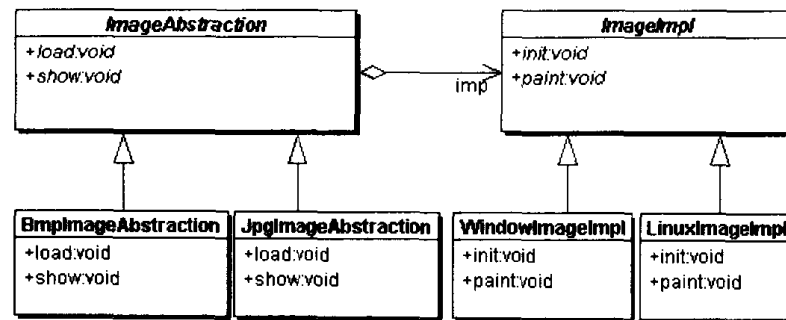 ImageAbstraction
+load:void
+show:void
ImageImpl
+init:void
+paint:void
imp
BmpImageAbstraction
+load:void
+show:void
JpgImageAbstraction
+load:void
+show:void
WindowImageImpl
+init:void
+paint:void
LinuxImageImpl
+init:void
+paint:void